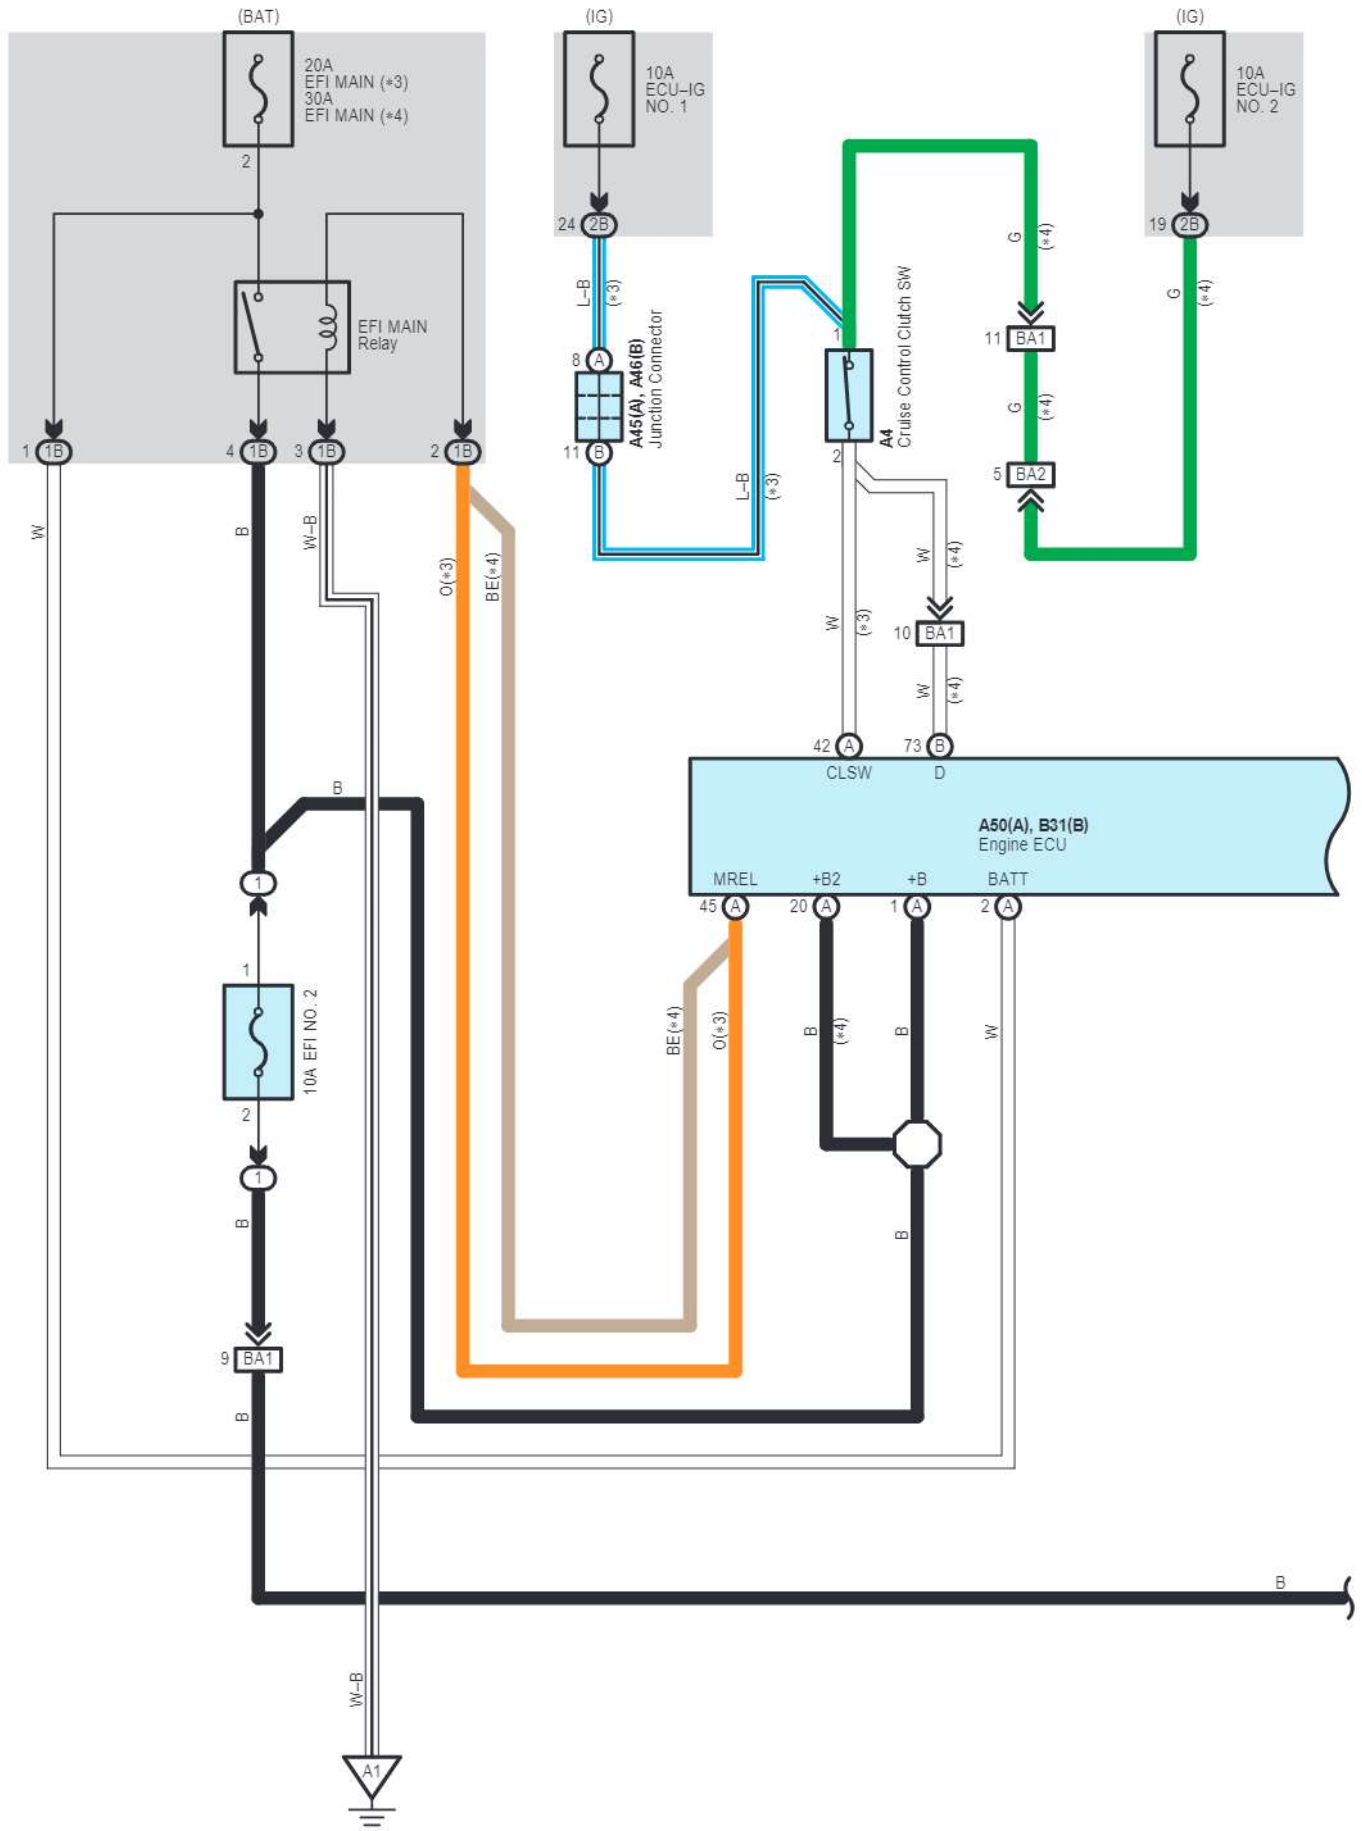 (BAT)
(IG)
(IG)
20A
EFI MAIN (∗3)
30A
EFI MAIN (∗4)
10A
ECU–IG
NO. 1
10A
ECU–IG
NO. 2
2
24 2B
19 2B
G
(∗4)
L–B
(∗3)
G
(∗4)
EFI MAIN
Relay
8 A
A45(A), A46(B)
Junction Connector
11 B
1
A4
Cruise Control Clutch SW
2
11 BA1
G
(∗4)
5 BA2
1 1B
4 1B
3 1B
2 1B
W
B
W–B
O(∗3)
BE(∗4)
L–B
(∗3)
W
(∗4)
W
(∗3)
10 BA1
W
(∗4)
42 A
73 B
CLSW
D
A50(A), B31(B)
Engine ECU
MREL
+B2
+B
BATT
45 A
20 A
1 A
2 A
B
1
1
10A EFI NO. 2
2
1
BE(∗4)
O(∗3)
B
(∗4)
B
W
B
B
9 BA1
B
B
W–B
A1